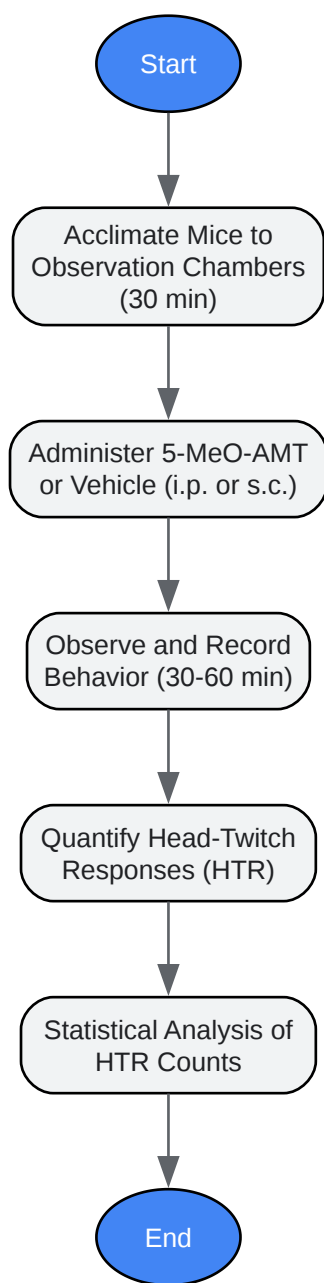 Start
Acclimate Mice to
Observation Chambers
(30 min)
Administer 5-MeO-AMT
or Vehicle (i.p. or s.c.)
Observe and Record
Behavior (30-60 min)
Quantify Head-Twitch
Responses (HTR)
Statistical Analysis of
HTR Counts
End